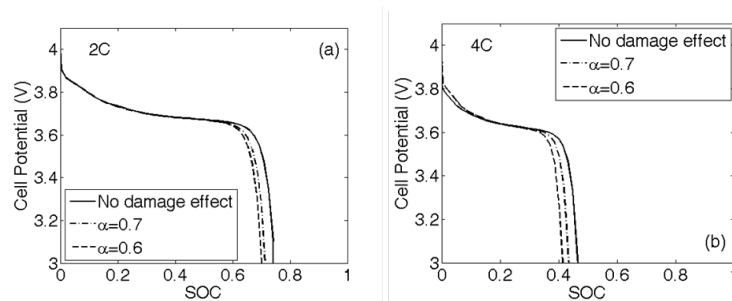 2C
(a)
4.0
3.8
3.6
3.4
3.2
3
0
0.2
0.4
0.6
0.8
1
Cell Potential (V)
SOC
No damage effect
α=0.7
α=0.6
4C
(b)
4
3.8
3.6
3.4
3.2
3
0
0.2
0.4
0.6
0.8
1
Cell Potential (V)
SOC
No damage effect
α=0.7
α=0.6